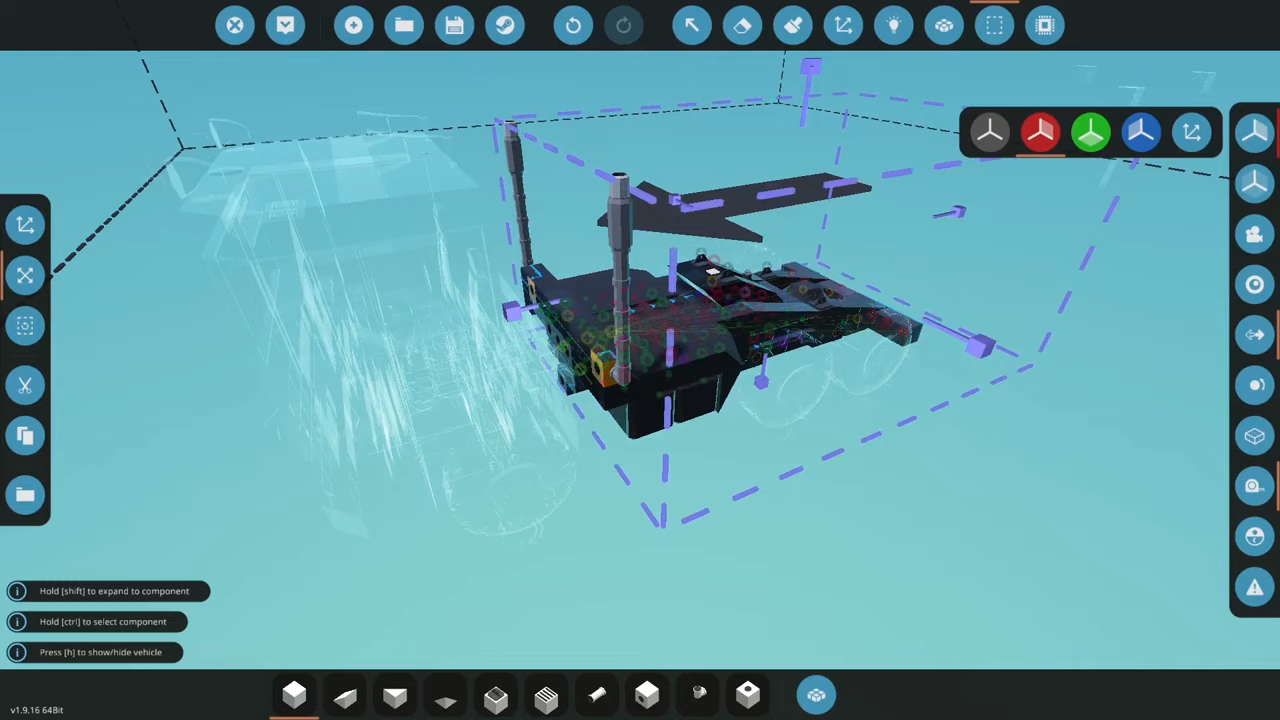 Hold [shift] to expand to component
Hold [ctrl] to select component
Press [h] to show/hide vehicle
v1.9.16 64Bit